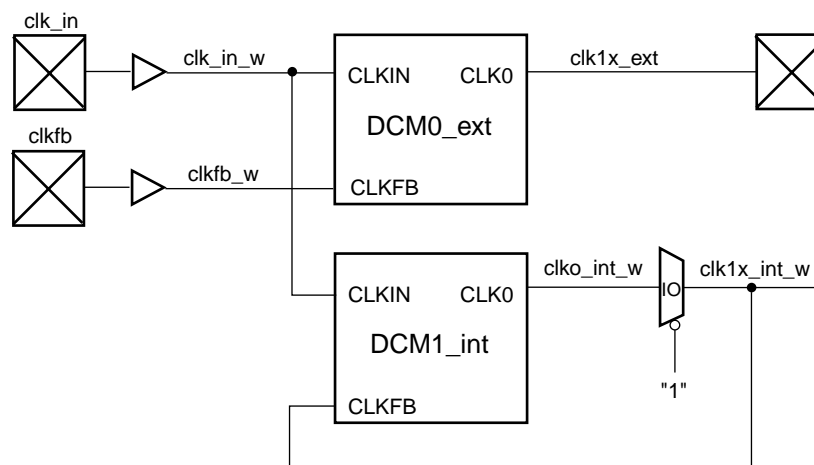 clk_in
clk_in_w
CLKIN CLK0
clk1x_ext
DCM0_ext
clkfb
clkfb_w
CLKFB
clko_int_w
clk1x_int_w
CLKIN CLK0
IO
DCM1_int
"1"
CLKFB